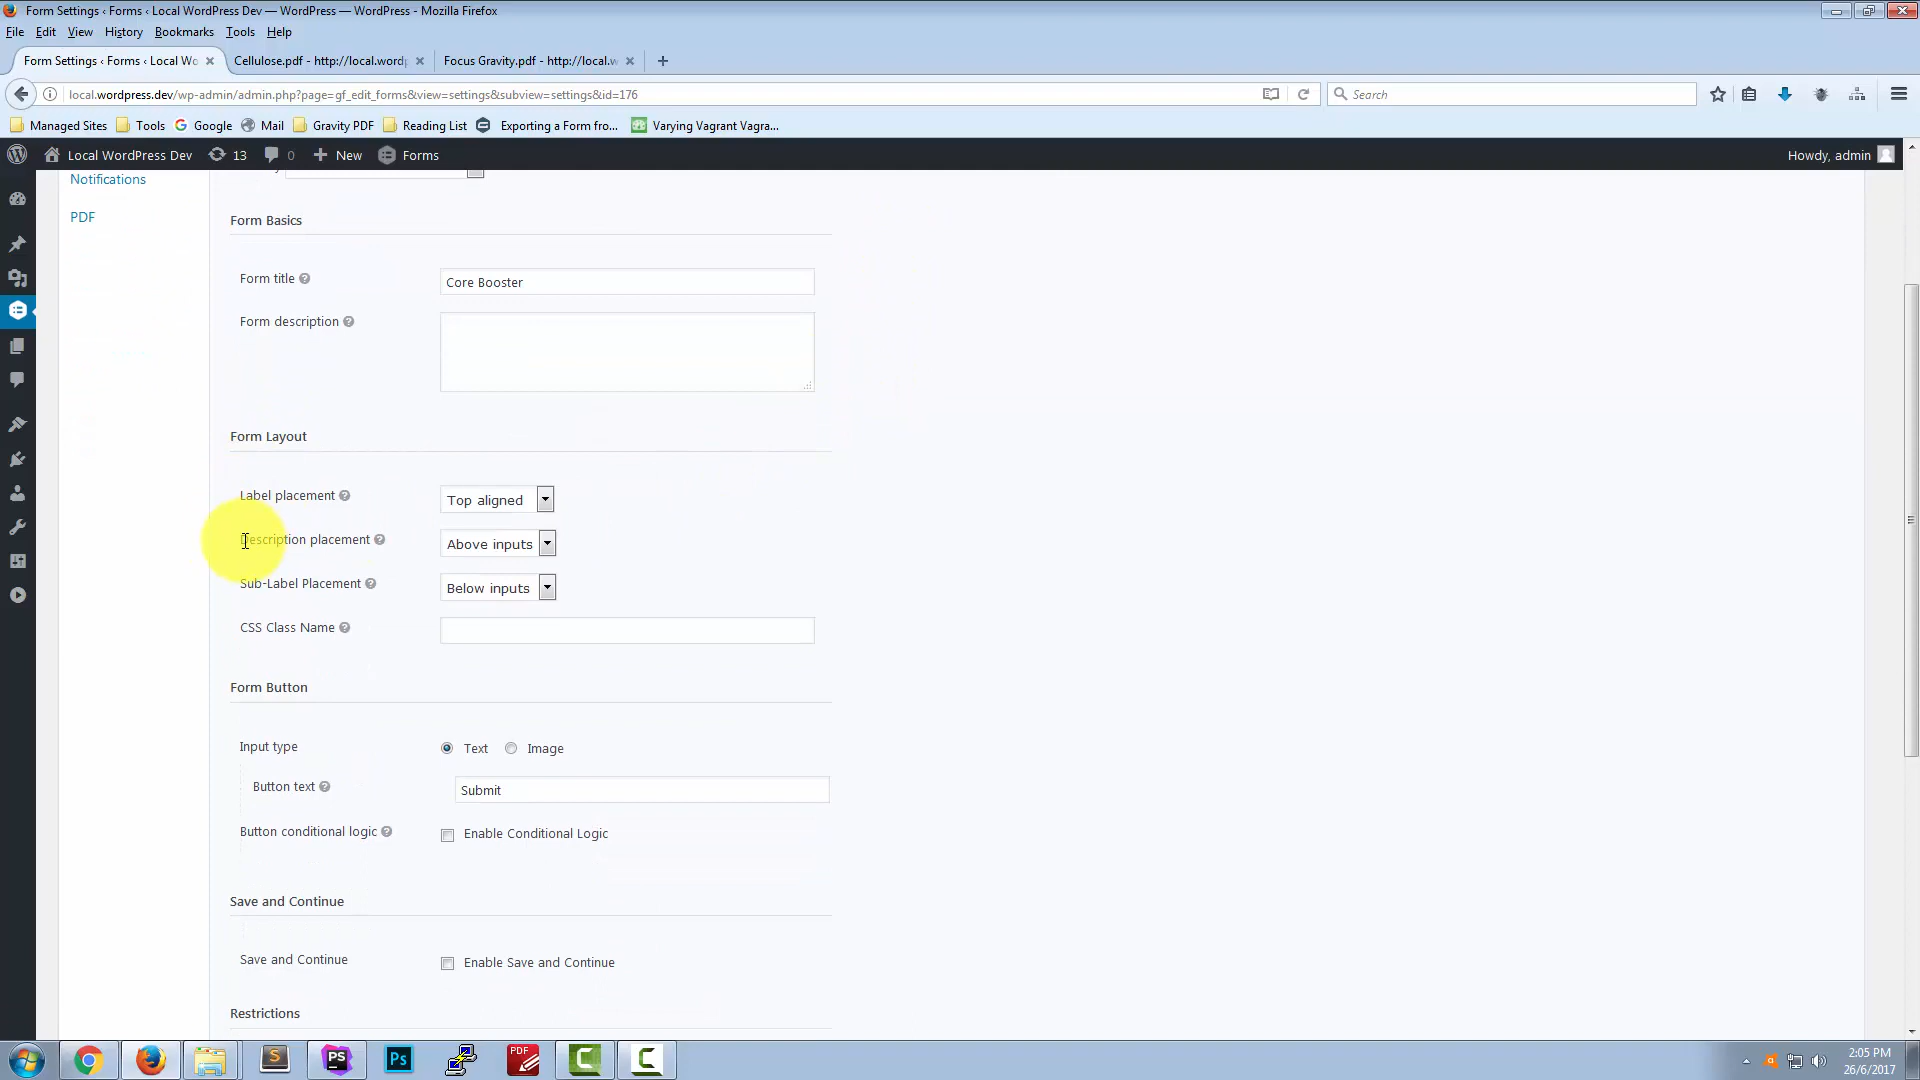 Form Settings ‹ Forms ‹ Local WordPress Dev — WordPress — WordPress - Mozilla Firefox
File Edit View History Bookmarks Tools Help
Form Settings ‹ Forms ‹ Local Wo
Cellulose.pdf - http://local.wordp
Focus Gravity.pdf - http://local.w
local.wordpress.dev/wp-admin/admin.php?page=gf_edit_forms&view=settings&subview=settings&id=176
Search
Managed Sites Tools Google Mail Gravity PDF Reading List Exporting a Form fro... Varying Vagrant Vagra...
Local WordPress Dev 13 0 New Forms Howdy, admin
Notifications
PDF
Form Basics
Form title Core Booster
Form description
Form Layout
Label placement Top aligned
Description placement Above inputs
Sub-Label Placement Below inputs
CSS Class Name
Form Button
Input type Text Image
Button text Submit
Button conditional logic Enable Conditional Logic
Save and Continue
Save and Continue Enable Save and Continue
Restrictions
S PS Ps PDF C C
2:05 PM
26/6/2017